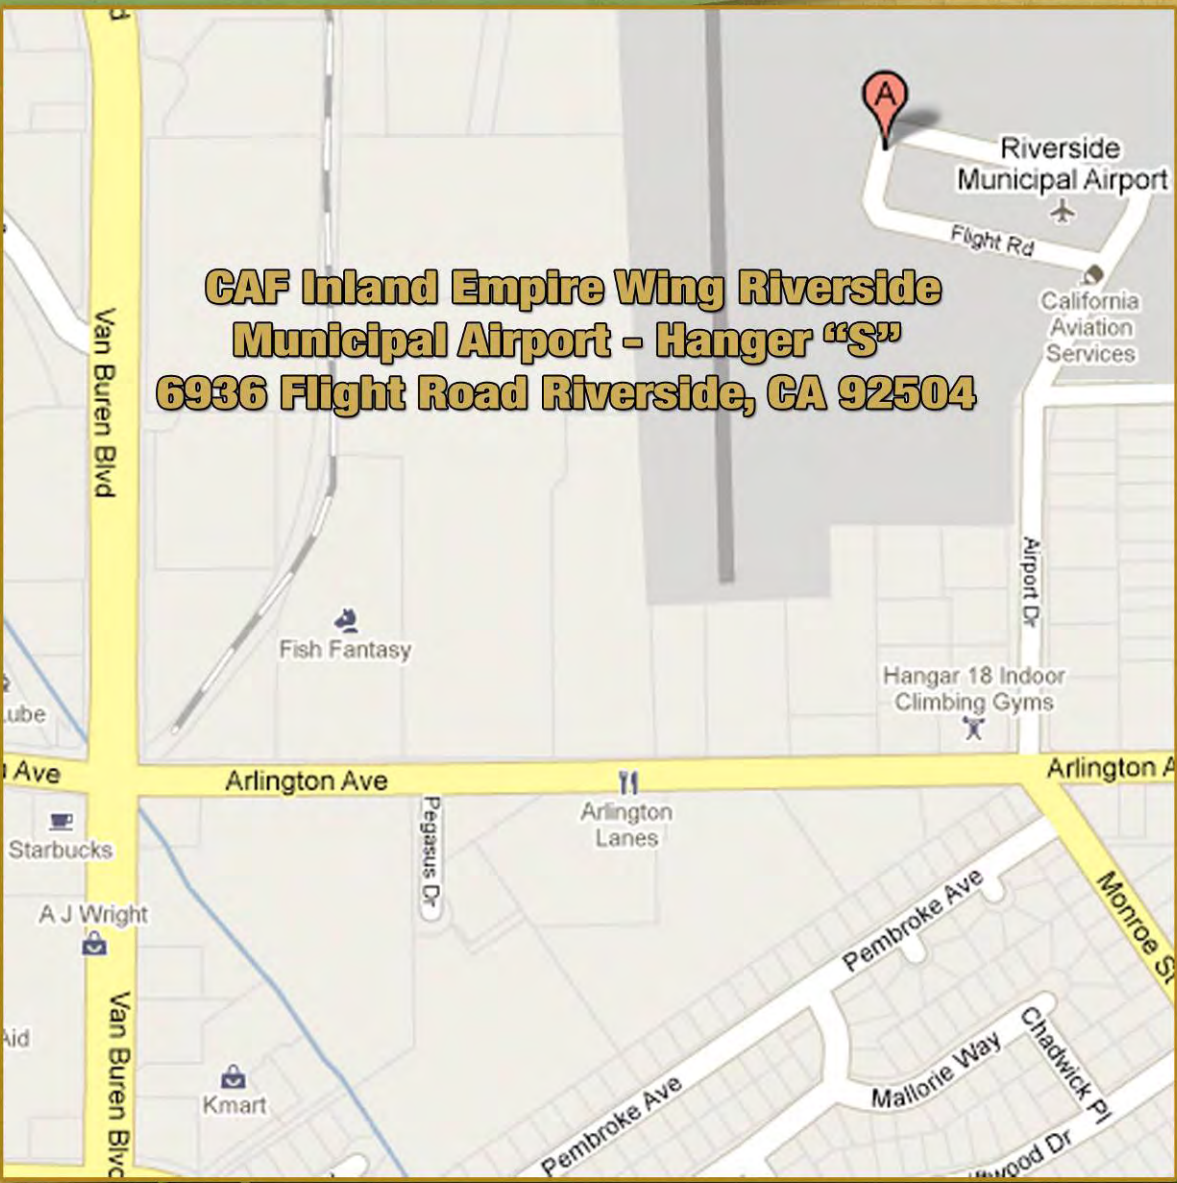 d
A
Riverside
Municipal Airport
Flight Rd
CAF Inland Empire Wing Riverside
Municipal Airport - Hanger “S”
6936 Flight Road Riverside, CA 92504
California
Aviation
Services
Van Buren Blvd
Airport Dr
Fish Fantasy
Hangar 18 Indoor
Climbing Gyms
Lube
Ave
Arlington Ave
Arlington A
Arlington
Lanes
Pegasus Dr
Starbucks
A J Wright
Pembroke Ave
Monroe St
Van Buren Blvd
Aid
Kmart
Chadwick Pl
Mallorie Way
Pembroke Ave
wood Dr